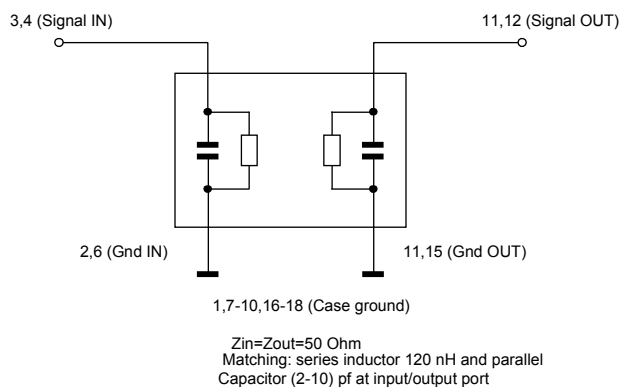 3,4 (Signal IN)
11,12 (Signal OUT)
2,6 (Gnd IN)
11,15 (Gnd OUT)
1,7-10,16-18 (Case ground)
Zin=Zout=50 Ohm
Matching: series inductor 120 nH and parallel
Capacitor (2-10) pf at input/output port